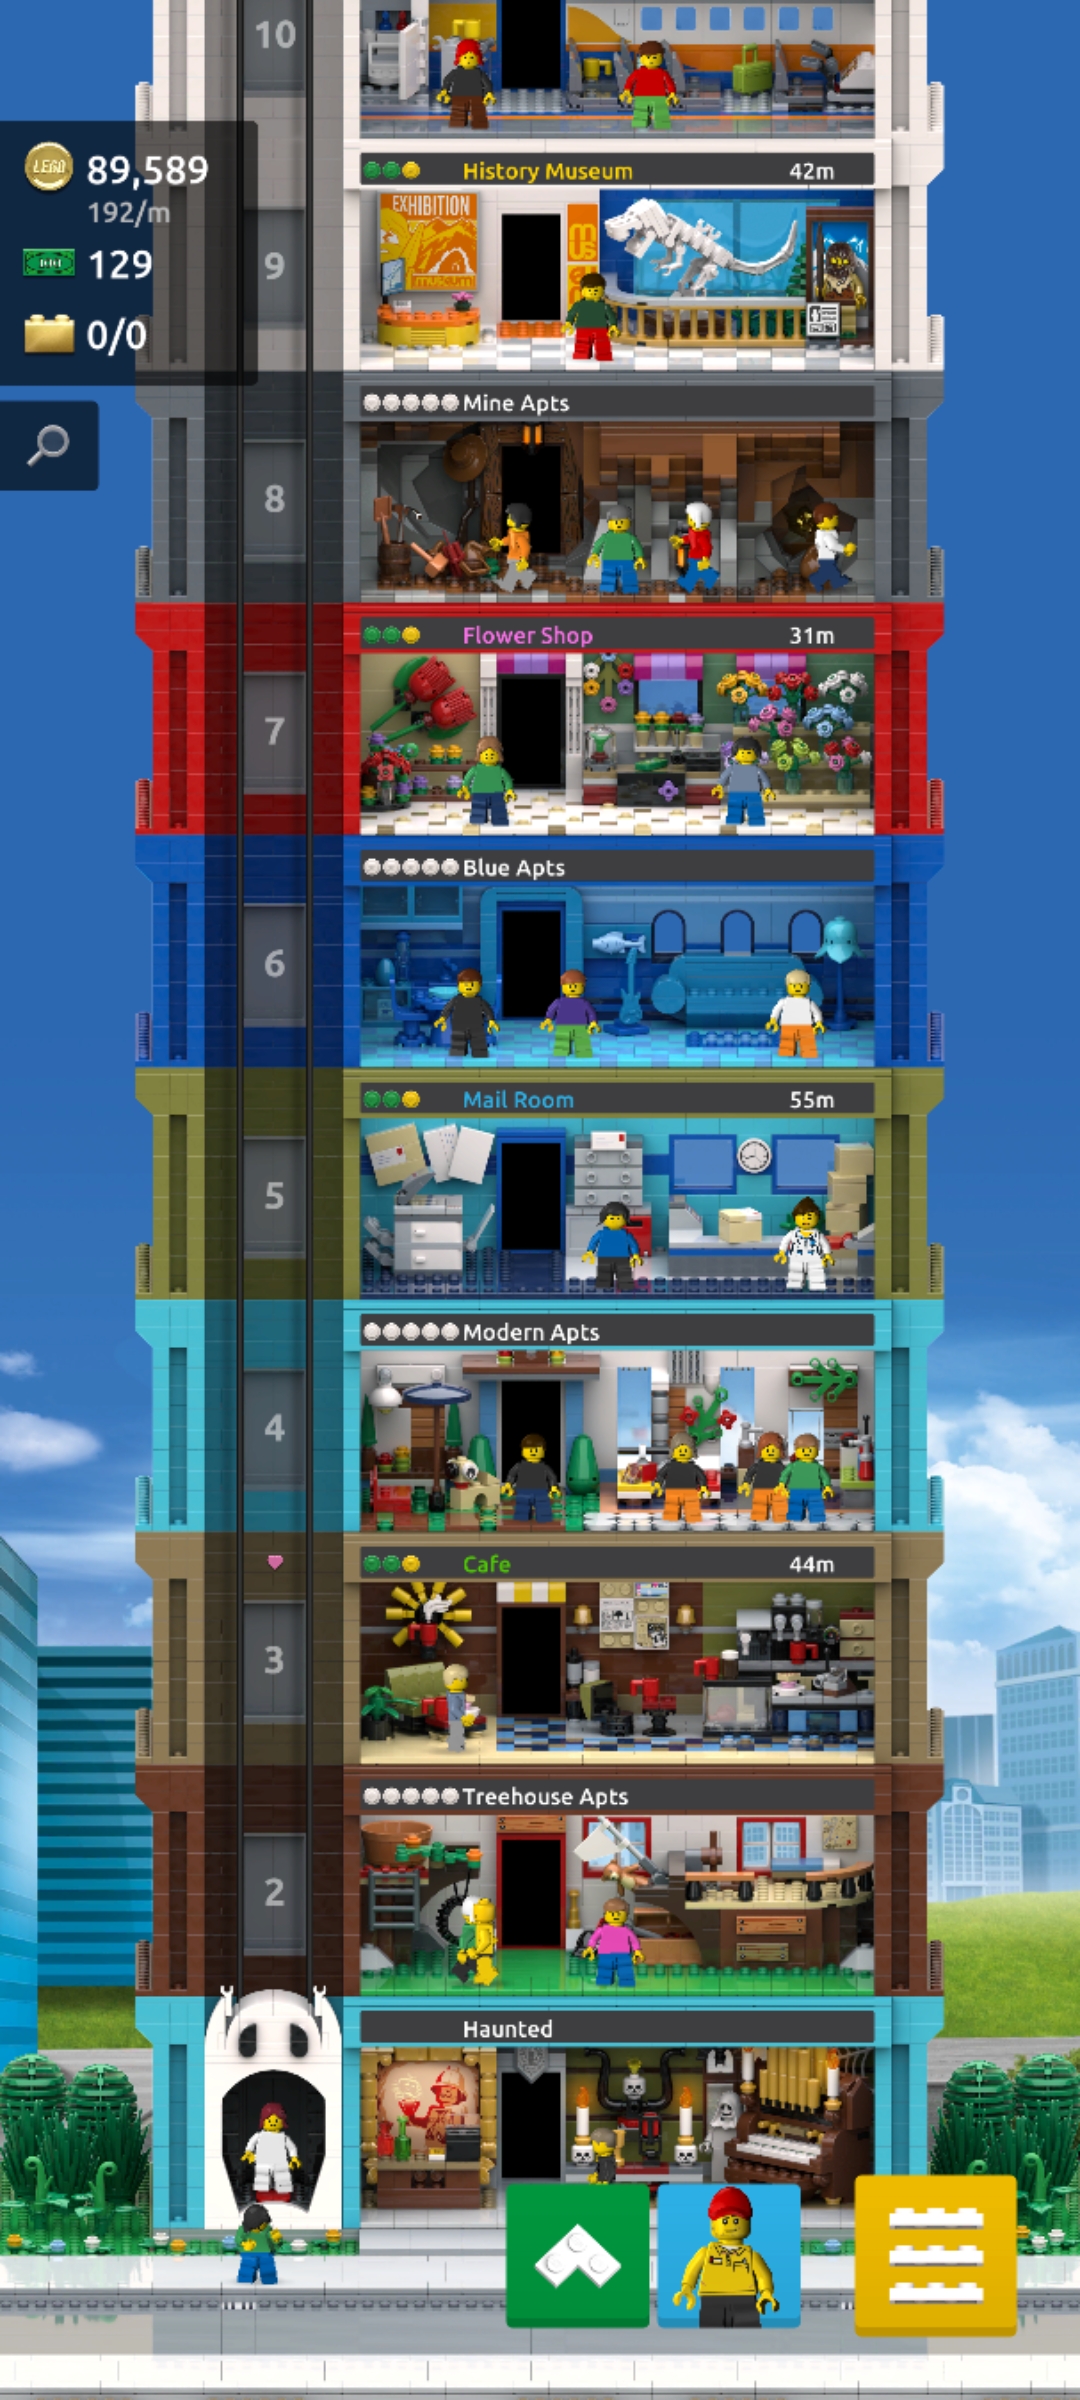 10
LEGO 89,589
192/m
129
0/0
History Museum 42m
EXHIBITION
museum
9
Mine Apts
8
Flower Shop 31m
7
Blue Apts
6
Mail Room 55m
5
Modern Apts
4
Cafe 44m
3
Treehouse Apts
2
Haunted